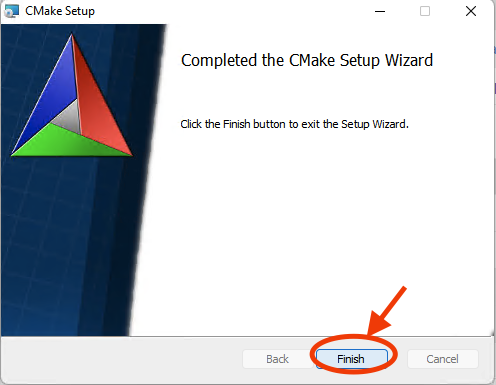 CMake Setup
Completed the CMake Setup Wizard
Click the Finish button to exit the Setup Wizard.
Back
Finish
Cancel